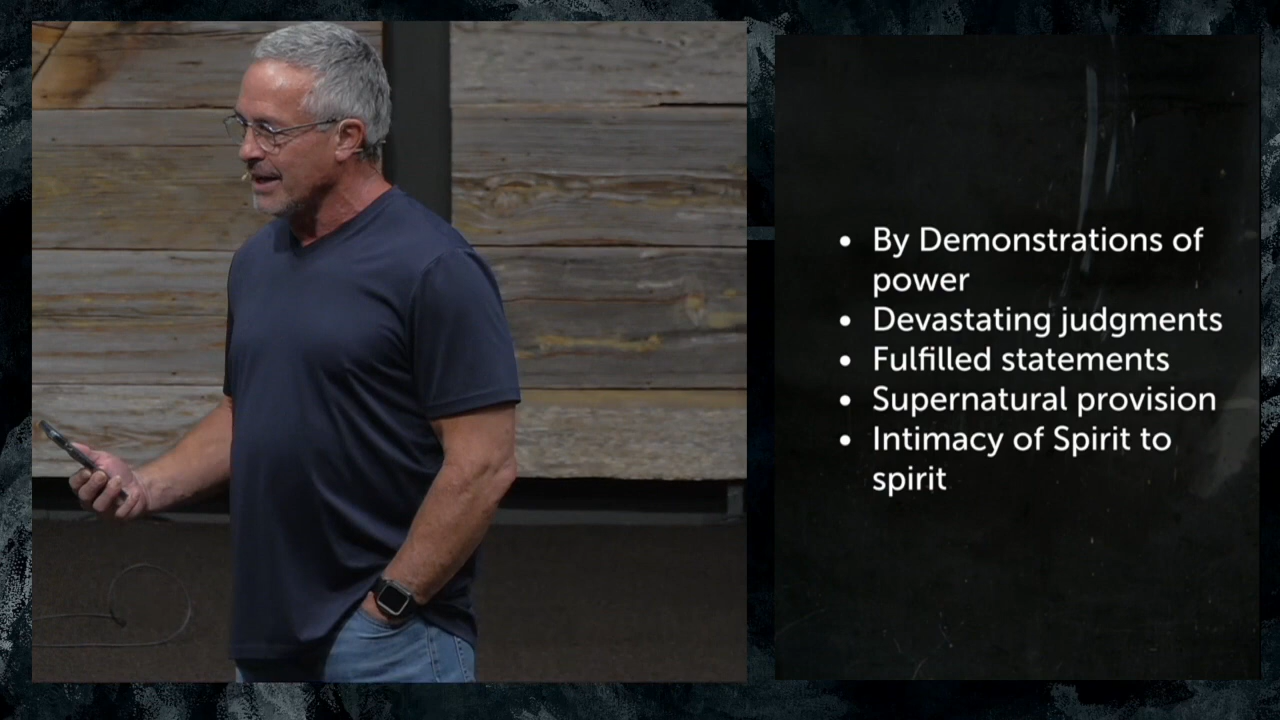 • By Demonstrations of
power
• Devastating judgments
• Fulfilled statements
• Supernatural provision
• Intimacy of Spirit to
spirit